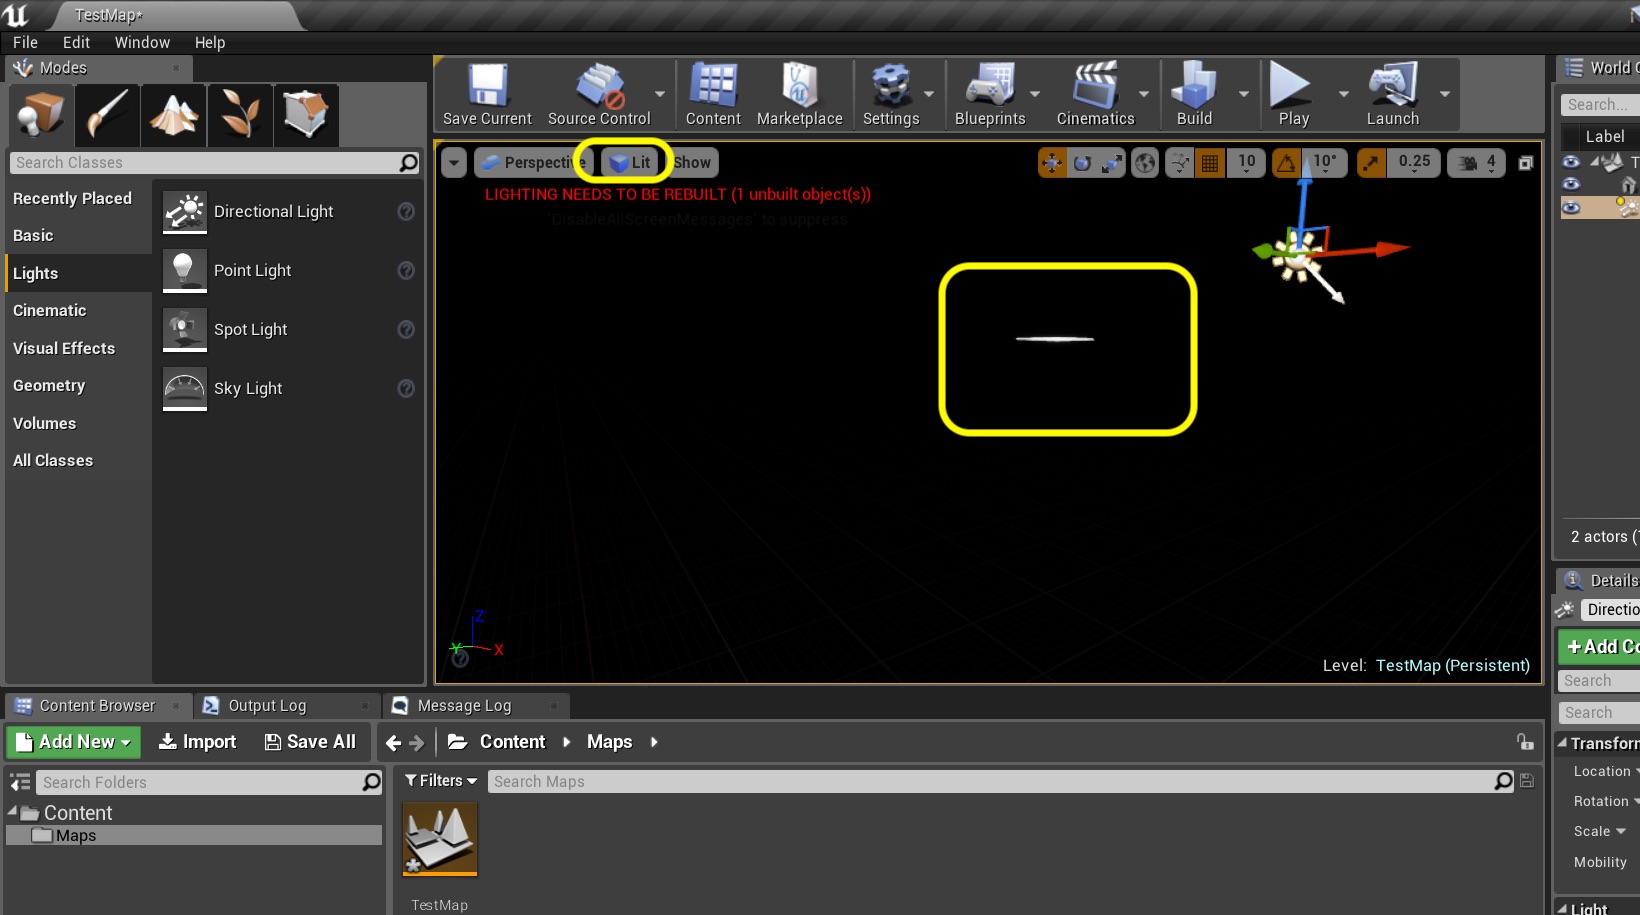 TestMap*
File Edit Window Help
Modes
World
Save Current Source Control Content Marketplace Settings Blueprints Cinematics Build Play Launch
Search Classes
Recently Placed
Basic
Lights
Cinematic
Visual Effects
Geometry
Volumes
All Classes
Directional Light
Point Light
Spot Light
Sky Light
Perspective Lit Show
10 10° 0.25 4
LIGHTING NEEDS TO BE REBUILT (1 unbuilt object(s))
'DisableAllScreenMessages' to suppress
Z
Y X
Level: TestMap (Persistent)
Search...
Label
T
2 actors (
Details
Directio
+Add Co
Search
Search
Transform
Location
Rotation
Scale
Mobility
Light
Content Browser Output Log Message Log
Add New Import Save All Content Maps
Search Folders
Content
Maps
Filters Search Maps
TestMap